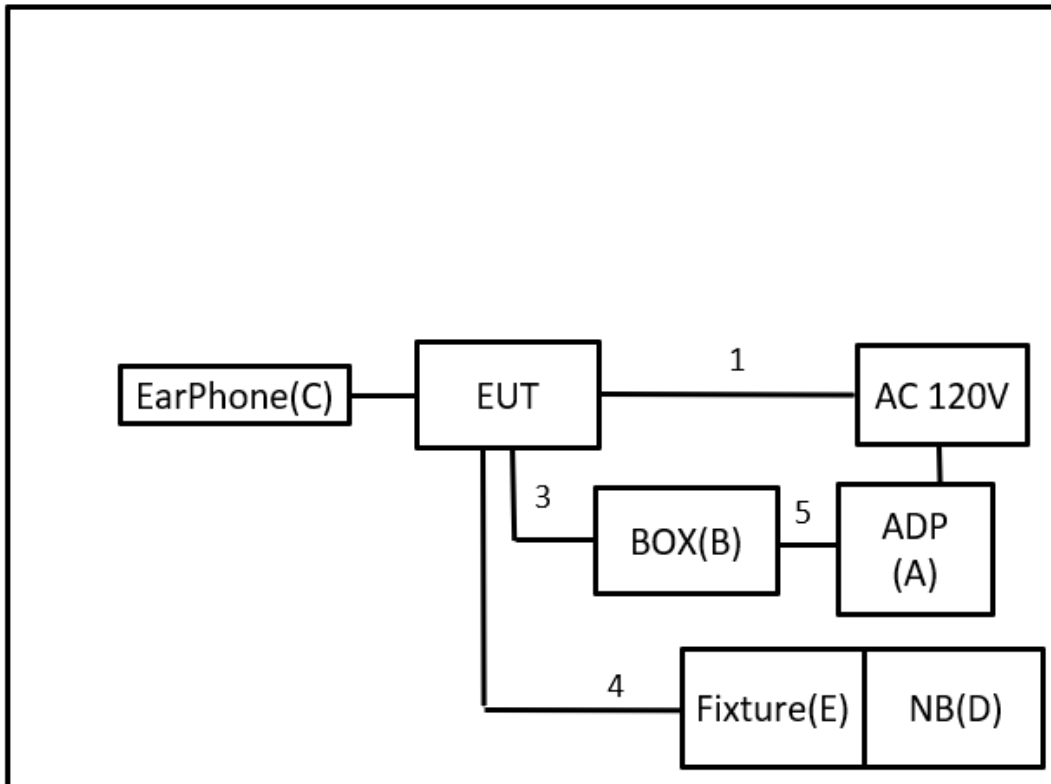 1
EarPhone(C)
EUT
AC 120V
3
5
BOX(B)
ADP
(A)
4
Fixture(E)
NB(D)